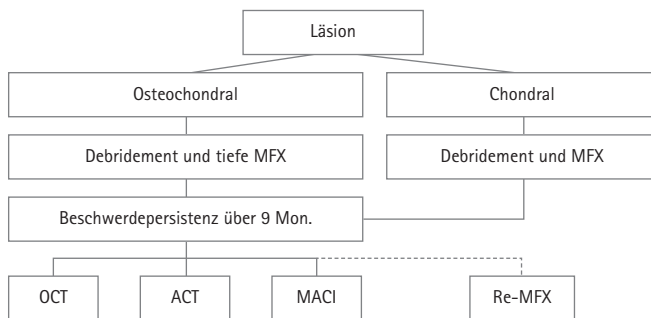 Läsion
Osteochondral
Chondral
Debridement und tiefe MFX
Debridement und MFX
Beschwerdepersistenz über 9 Mon.
OCT
ACT
MACI
Re-MFX